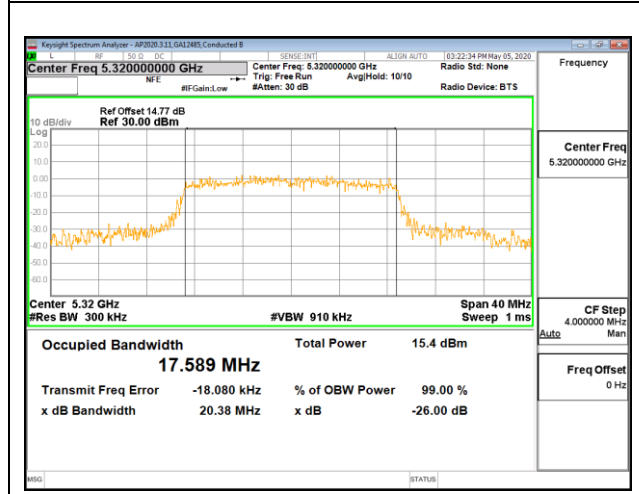 Keysight Spectrum Analyzer - AP2020.3.11,GA12485,Conducted B
L RF 50 Ω DC SENSE:INT ALIGN AUTO 03:22:34 PM May 05, 2020
Center Freq 5.320000000 GHz Center Freq: 5.320000000 GHz Radio Std: None
NFE Trig: Free Run Avg|Hold: 10/10
#IFGain:Low #Atten: 30 dB Radio Device: BTS
Frequency
Ref Offset 14.77 dB
10 dB/div Ref 30.00 dBm
Log
20.0
10.0
0.00
-10.0
-20.0
-30.0
-40.0
-50.0
-60.0
Center Freq
5.320000000 GHz
Center 5.32 GHz Span 40 MHz
#Res BW 300 kHz #VBW 910 kHz Sweep 1 ms
CF Step
4.000000 MHz
Auto Man
Occupied Bandwidth Total Power 15.4 dBm
17.589 MHz
Freq Offset
0 Hz
Transmit Freq Error -18.080 kHz % of OBW Power 99.00 %
x dB Bandwidth 20.38 MHz x dB -26.00 dB
MSG STATUS